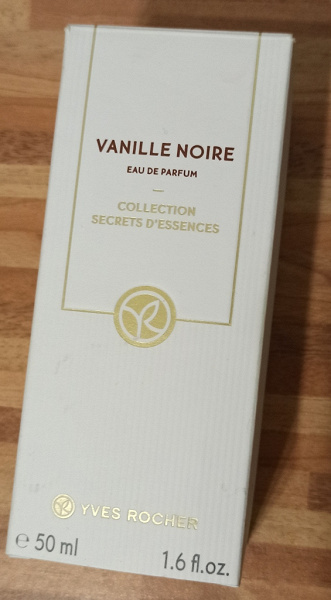 VANILLE NOIRE
EAU DE PARFUM
COLLECTION
SECRETS D'ESSENCES
YVES ROCHER
℮ 50 ml
1.6 fl.oz.